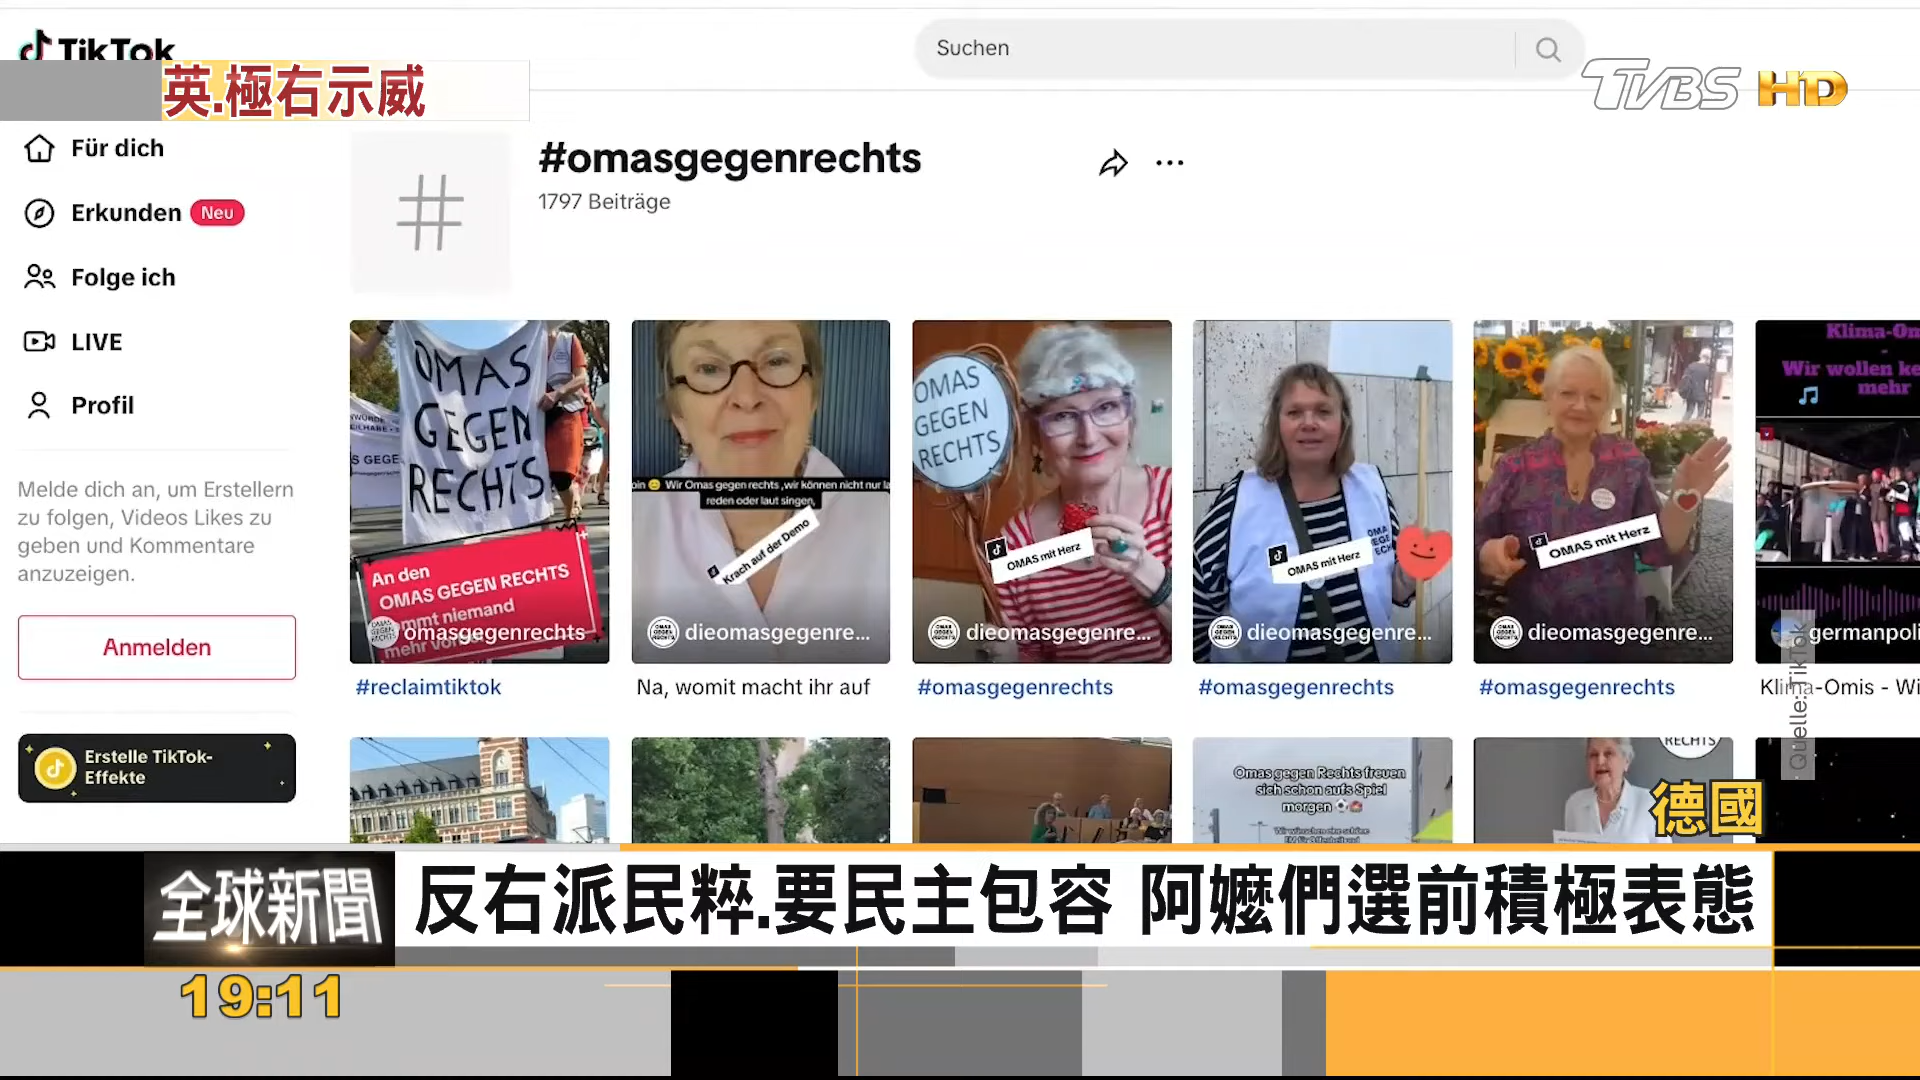 TikTok
Suchen
英.極右示威
TVBS HD
Für dich
Erkunden Neu
Folge ich
LIVE
Profil
Melde dich an, um Erstellern
zu folgen, Videos Likes zu
geben und Kommentare
anzuzeigen.
Anmelden
Erstelle TikTok-
Effekte
#omasgegenrechts
1797 Beiträge
OMAS
GEGEN
RECHTS
S GEGE
An den
OMAS GEGEN RECHTS
mmt niemand
mehr vor
omasgegenrechts
#reclaimtiktok
Wir Omas gegen rechts ,wir können nicht nur la
reden oder laut singen,
Krach auf der Demo
dieomasgegenre...
Na, womit macht ihr auf
OMAS
GEGEN
RECHTS
OMAS mit Herz
dieomasgegenre...
#omasgegenrechts
OMAS mit Herz
dieomasgegenre...
#omasgegenrechts
OMAS mit Herz
dieomasgegenre...
#omasgegenrechts
Klima-Om
Wir wollen ke
mehr
germanpoli
Klima-Omis - Wi
Quelle: TikTok
Omas gegen Rechts freuen
sich schon aufs Spiel
morgen
RECHTS
德國
全球新聞
反右派民粹.要民主包容 阿嬤們選前積極表態
19:11